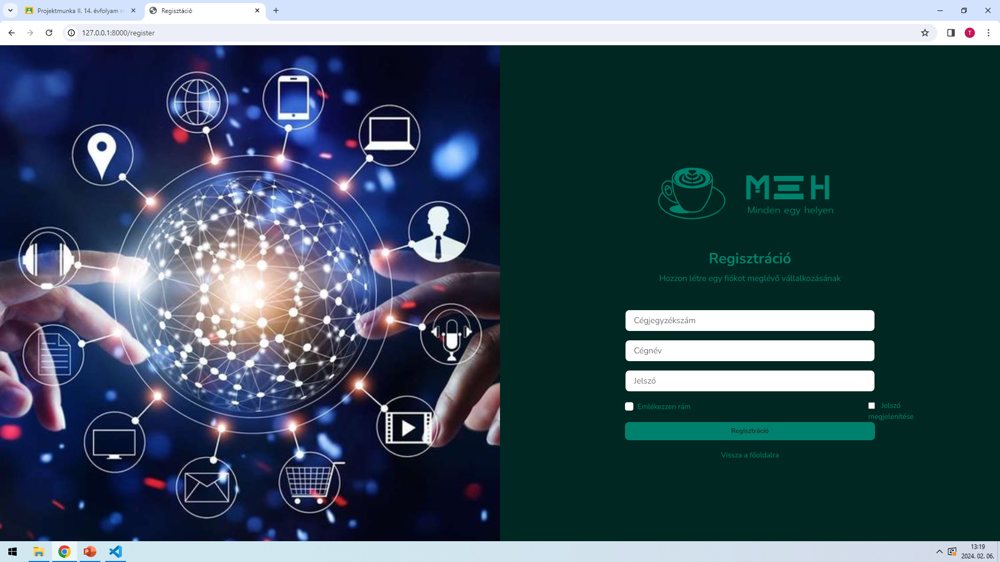 Projektmunka II. 14. évfolyam
Regisztáció
127.0.0.1:8000/register
T
MEH
Minden egy helyen
Regisztráció
Hozzon létre egy fiókot meglévő vállalkozásának
Cégjegyzékszám
Cégnév
Jelszó
Emlékezzen rám
Jelszó
megjelenítése
Regisztráció
Vissza a főoldalra
13:19
2024. 02. 06.